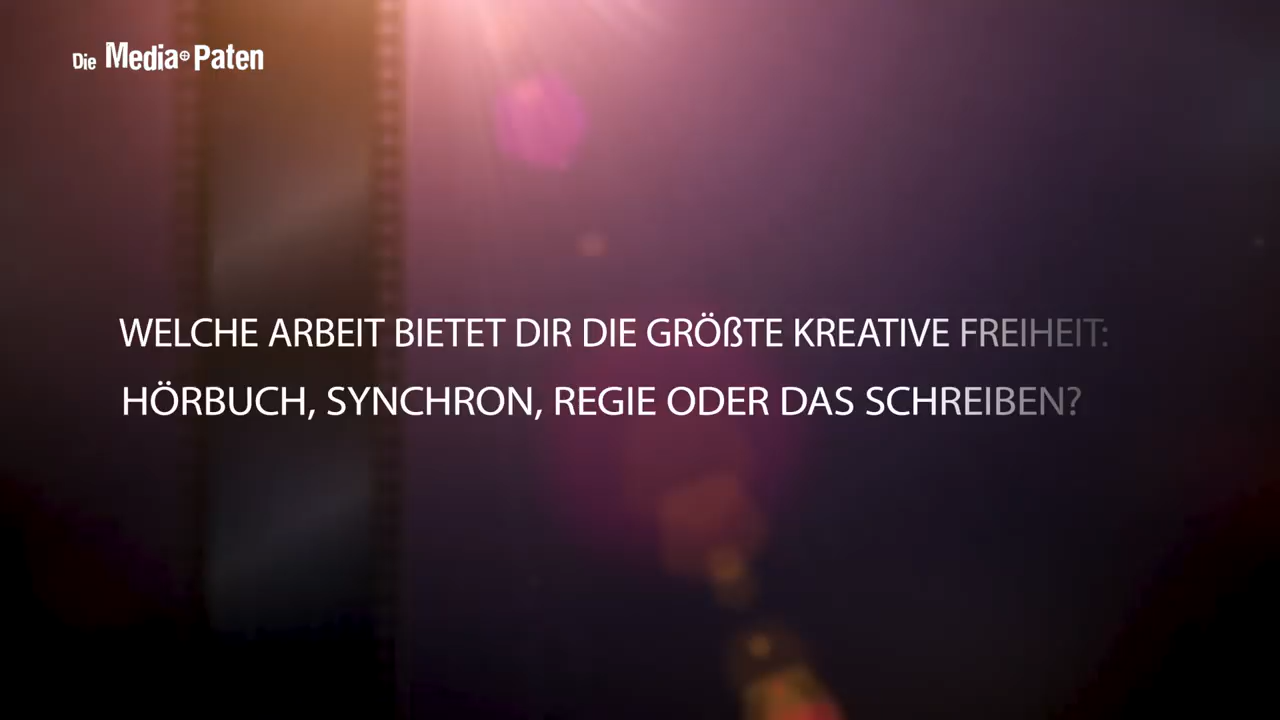 Die Media Paten
WELCHE ARBEIT BIETET DIR DIE GRÖßTE KREATIVE FREIHEIT:
HÖRBUCH, SYNCHRON, REGIE ODER DAS SCHREIBEN?